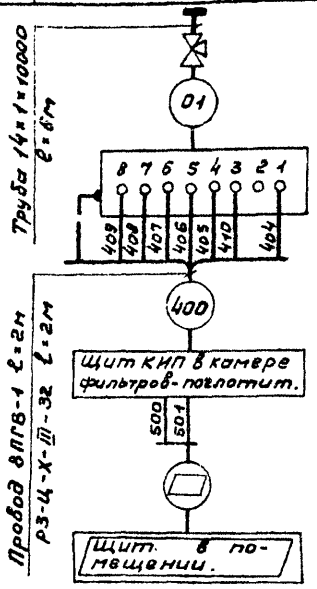 Труба 14×1×10000
ℓ=6м
01
8 7 6 5 4 3 2 1
409 408 407 406 405 410 404
400
Провод 8ПГВ-1 ℓ=2м
РЗ-Ц-Х-III-32 ℓ=2м
Щит КИП в камере
фильтров-поглотит.
500 501
Щит в по-
мещении.